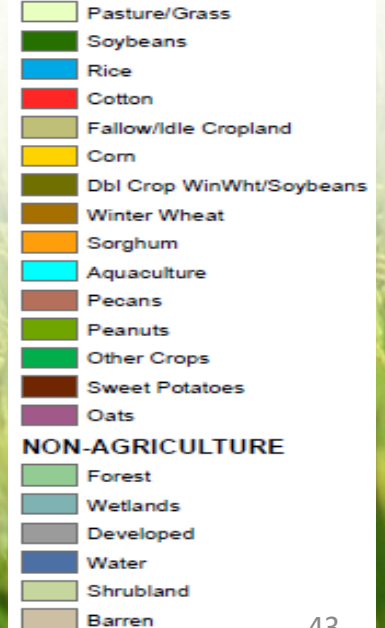 Pasture/Grass
Soybeans
Rice
Cotton
Fallow/Idle Cropland
Corn
Dbl Crop WinWht/Soybeans
Winter Wheat
Sorghum
Aquaculture
Pecans
Peanuts
Other Crops
Sweet Potatoes
Oats
NON-AGRICULTURE
Forest
Wetlands
Developed
Water
Shrubland
Barren
43